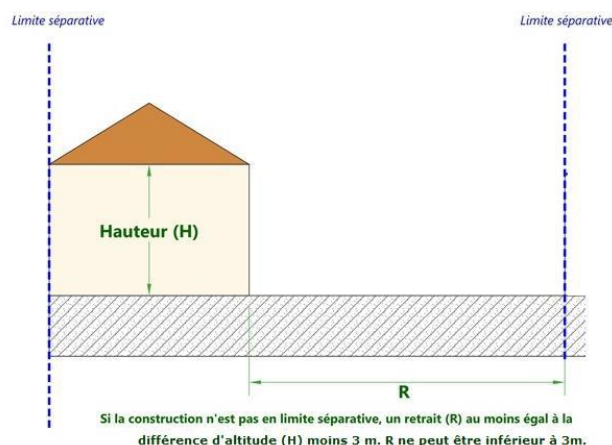 Limite séparative
Limite séparative
Hauteur (H)
R
Si la construction n'est pas en limite séparative, un retrait (R) au moins égal à la
différence d'altitude (H) moins 3 m. R ne peut être inférieur à 3m.